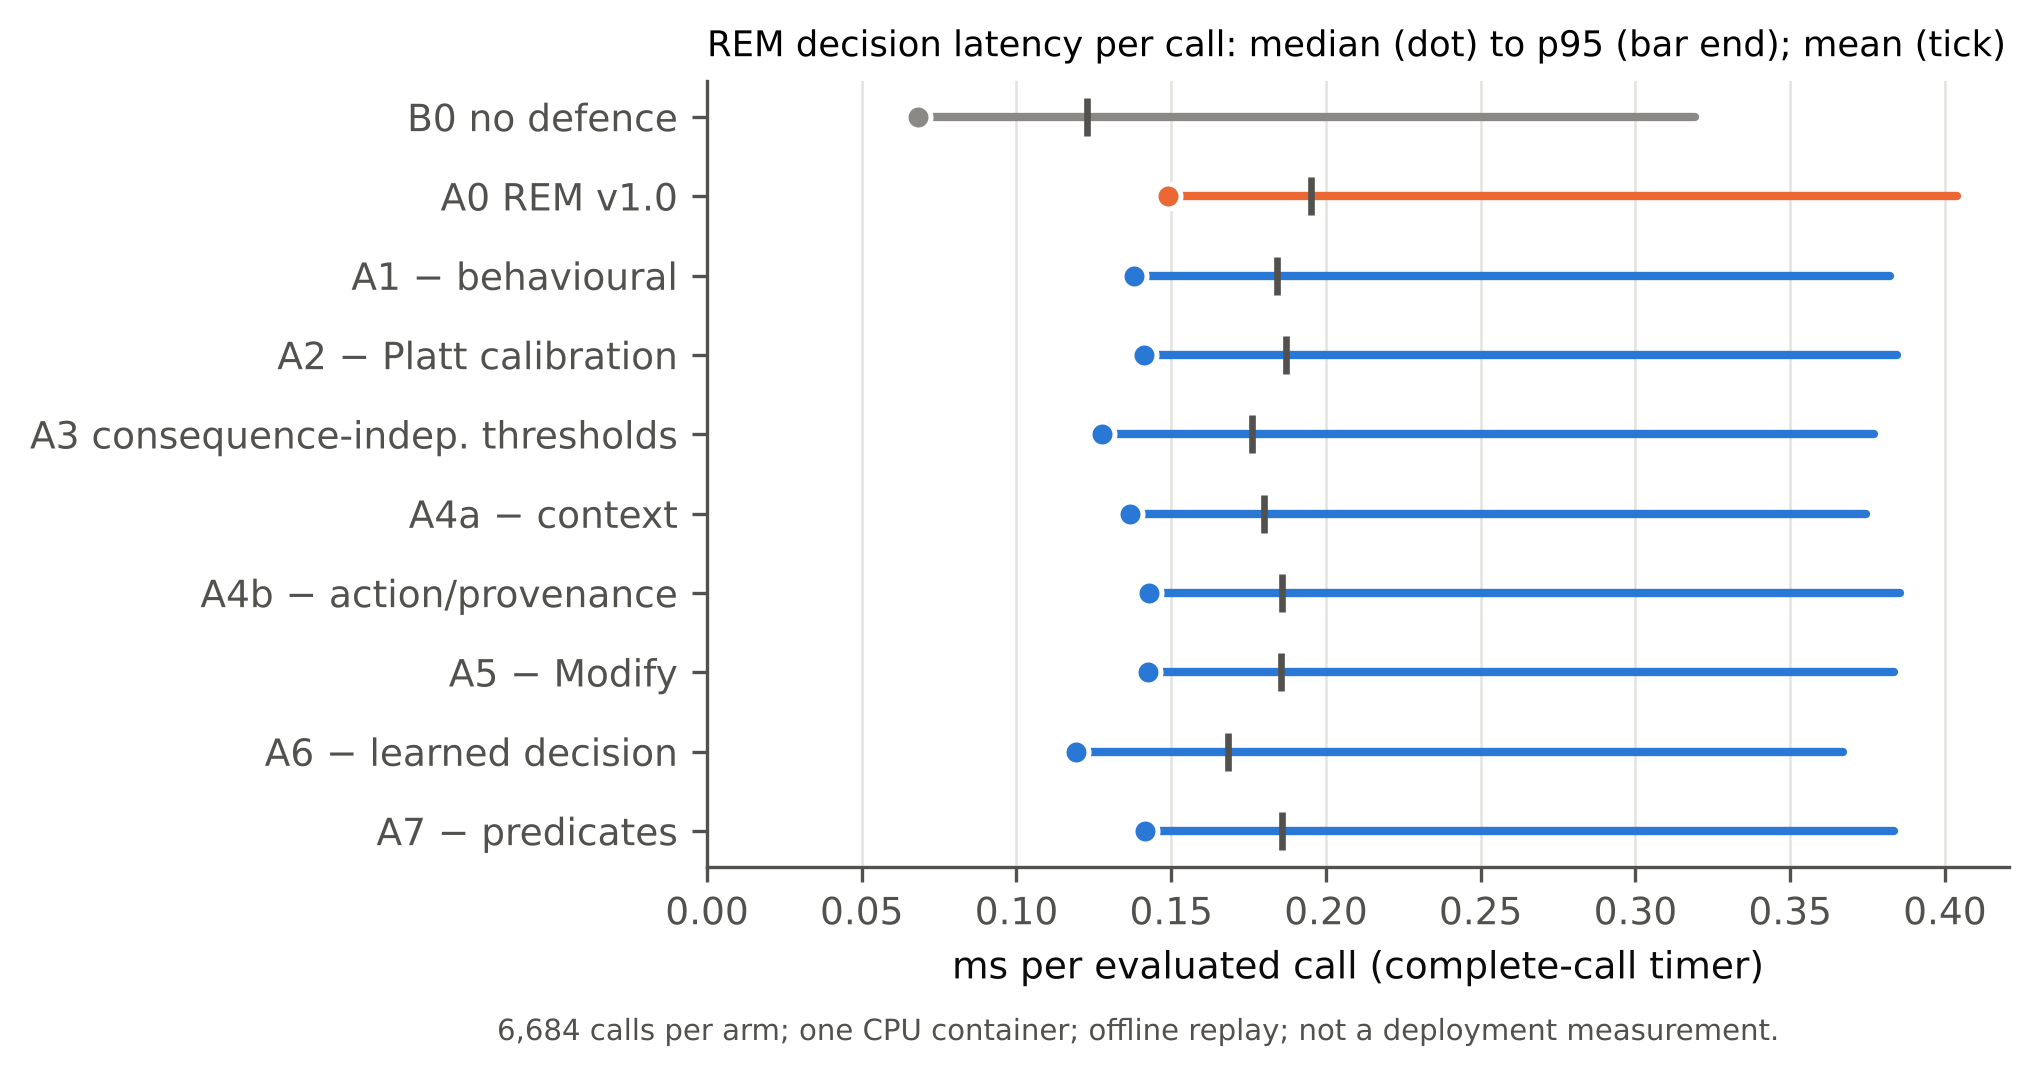 REM decision latency per call: median (dot) to p95 (bar end); mean (tick)
B0 no defence
A0 REM v1.0
A1 − behavioural
A2 − Platt calibration
A3 consequence-indep. thresholds
A4a − context
A4b − action/provenance
A5 − Modify
A6 − learned decision
A7 − predicates
0.00 0.05 0.10 0.15 0.20 0.25 0.30 0.35 0.40
ms per evaluated call (complete-call timer)
6,684 calls per arm; one CPU container; offline replay; not a deployment measurement.